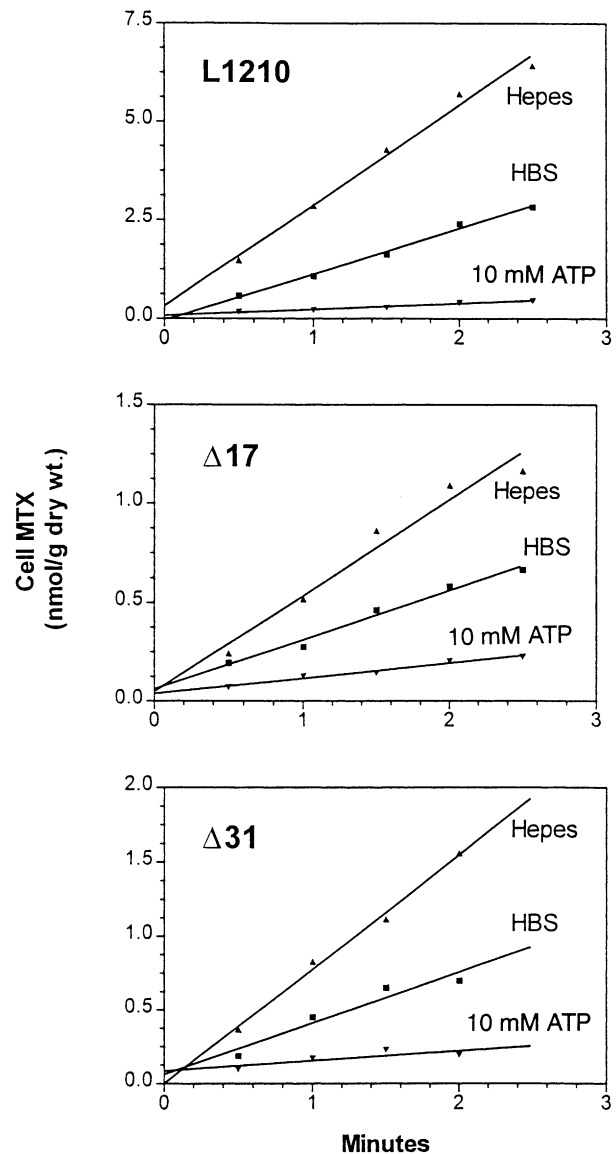 7.5
L1210
Hepes
5.0
HBS
2.5
10 mM ATP
0.0
0 1 2 3
1.5
Δ17
Hepes
1.0
HBS
0.5
10 mM ATP
0.0
0 1 2 3
Cell MTX
(nmol/g dry wt.)
2.0
Δ31
Hepes
1.5
HBS
1.0
0.5
10 mM ATP
0.0
0 1 2 3
Minutes